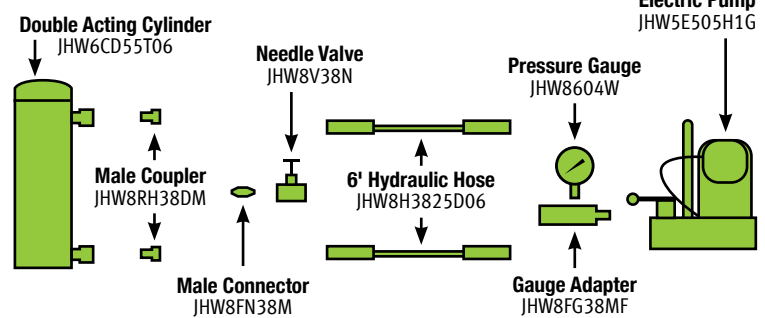 Electric Pump
JHW5E505H1G
Double Acting Cylinder
JHW6CD55T06
Needle Valve
JHW8V38N
Pressure Gauge
JHW8604W
Male Coupler
JHW8RH38DM
6' Hydraulic Hose
JHW8H3825D06
Male Connector
JHW8FN38M
Gauge Adapter
JHW8FG38MF